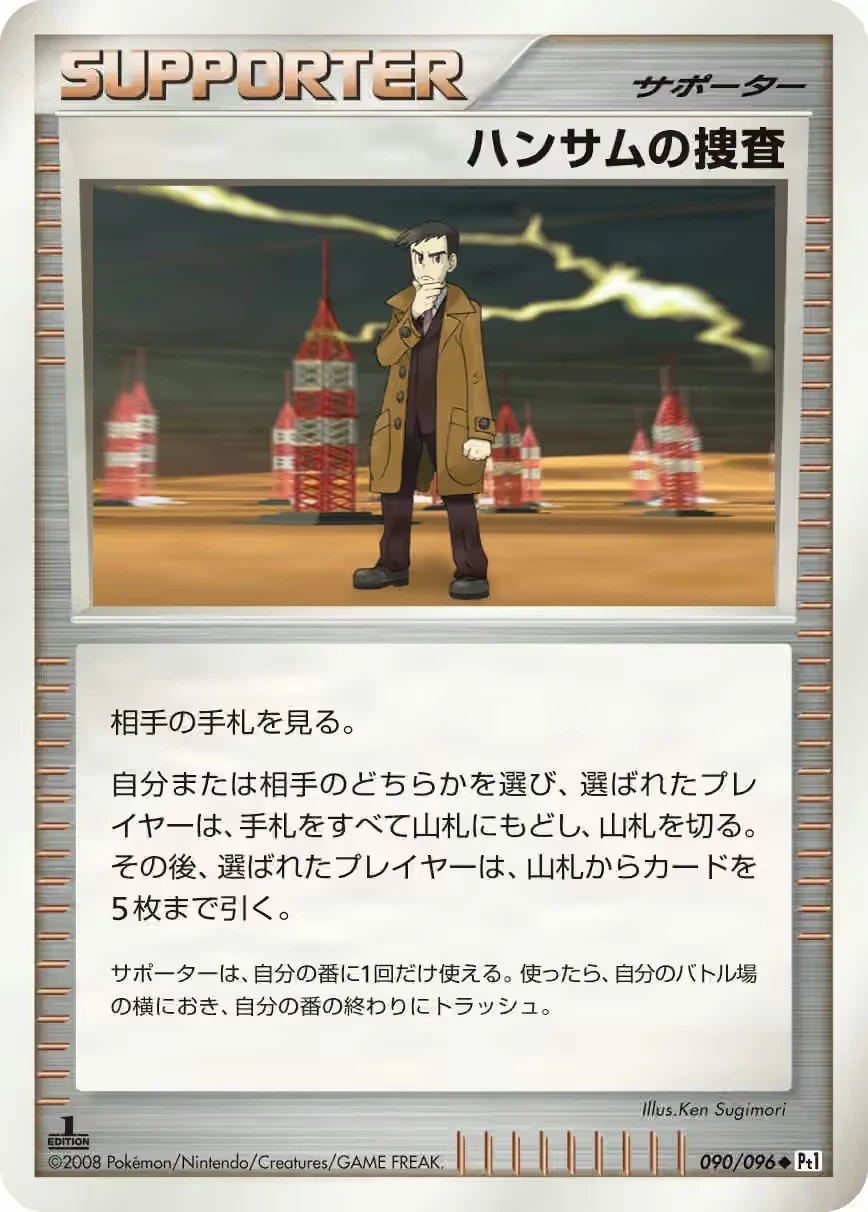 SUPPORTER
サポーター
ハンサムの捜査
相手の手札を見る。
自分または相手のどちらかを選び、選ばれたプレ
イヤーは、手札をすべて山札にもどし、山札を切る。
その後、選ばれたプレイヤーは、山札からカードを
5枚まで引く。
サポーターは、自分の番に1回だけ使える。使ったら、自分のバトル場
の横におき、自分の番の終わりにトラッシュ。
Illus.Ken Sugimori
1
EDITION
©2008 Pokémon/Nintendo/Creatures/GAME FREAK.
090/096◆ Pt1